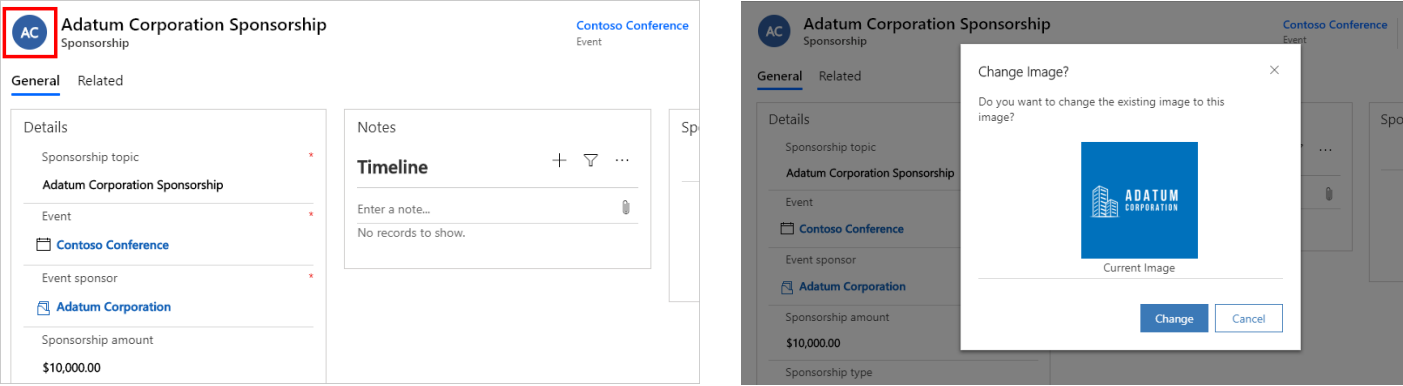 AC
Adatum Corporation Sponsorship
Sponsorship
Contoso Conference
Event
General Related
Details
Sponsorship topic *
Adatum Corporation Sponsorship
Event *
Contoso Conference
Event sponsor *
Adatum Corporation
Sponsorship amount
$10,000.00
Notes
Timeline
Enter a note...
No records to show.
Sp
AC
Adatum Corporation Sponsorship
Sponsorship
Contoso Conference
Event
General Related
Details
Sponsorship topic
Adatum Corporation Sponsorship
Event
Contoso Conference
Event sponsor
Adatum Corporation
Sponsorship amount
$10,000.00
Sponsorship type
Change Image?
Do you want to change the existing image to this
image?
ADATUM
CORPORATION
Current Image
Change Cancel
Spo